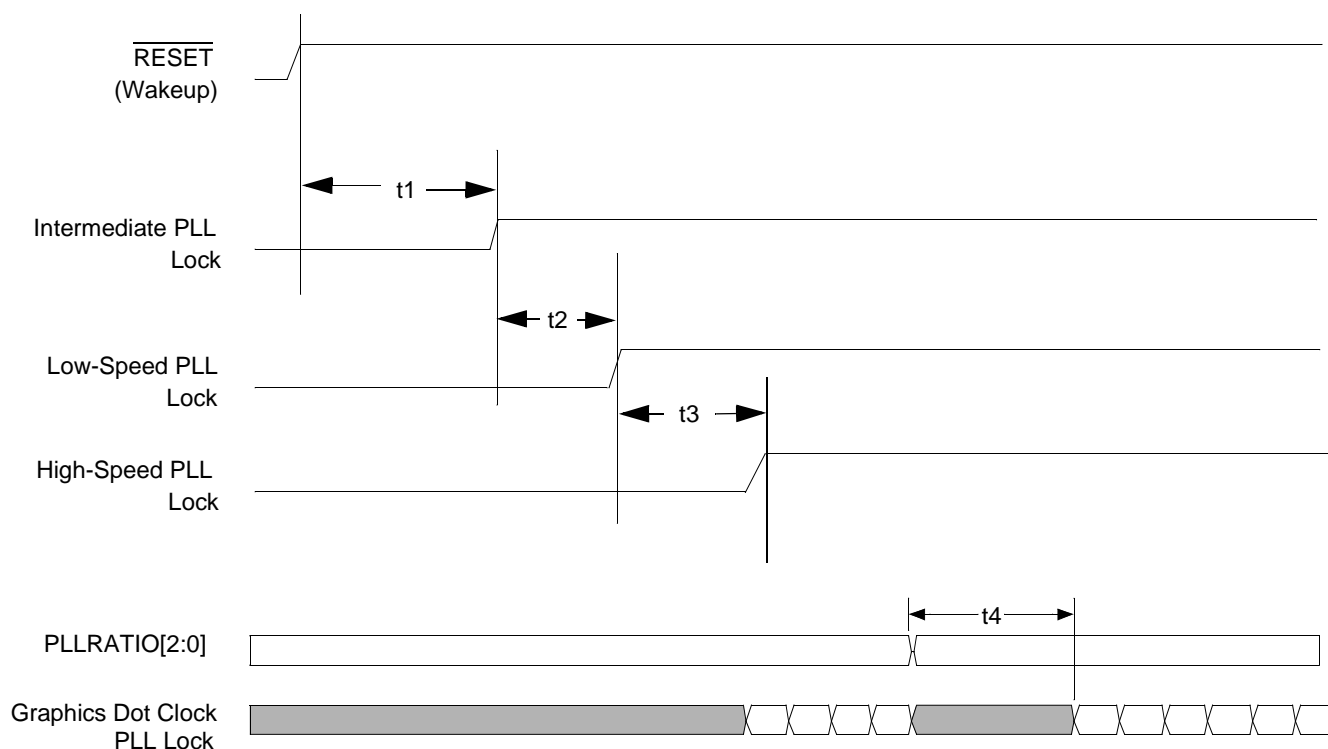 RESET
(Wakeup)
t1
Intermediate PLL
Lock
t2
Low-Speed PLL
Lock
t3
High-Speed PLL
Lock
t4
PLLRATIO[2:0]
Graphics Dot Clock
PLL Lock